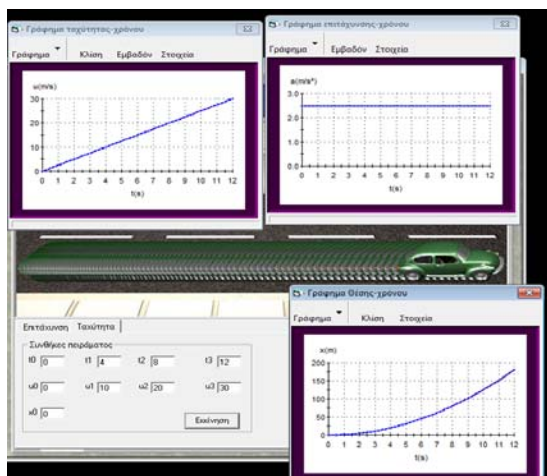 Γράφημα ταχύτητας-χρόνου
Γράφημα Κλίση Εμβαδόν Στοιχεία
υ(m/s)
30
20
10
0
0 1 2 3 4 5 6 7 8 9 10 11 12
t(s)
Γράφημα επιτάχυνσης-χρόνου
Γράφημα Εμβαδόν Στοιχεία
a(m/s²)
3.0
2.0
1.0
0.0
0 1 2 3 4 5 6 7 8 9 10 11 12
t(s)
Επιτάχυνση Ταχύτητα
Συνθήκες πειράματος
t0 0 t1 4 t2 8 t3 12
υ0 0 υ1 10 υ2 20 υ3 30
x0 0
Εκκίνηση
Γράφημα Θέσης-χρόνου
Γράφημα Κλίση Στοιχεία
x(m)
200
150
100
50
0
0 1 2 3 4 5 6 7 8 9 10 11 12
t(s)